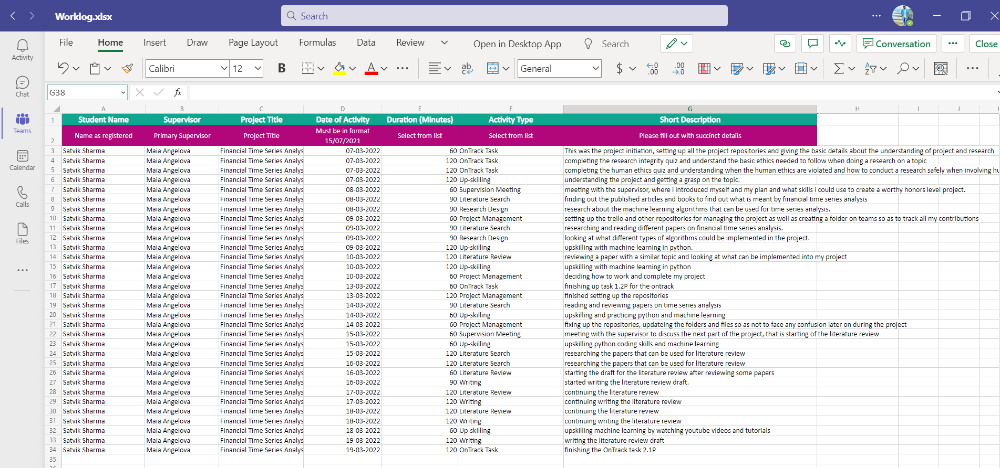 Worklog.xlsx
Search
Activity
Chat
Teams
Calendar
Calls
Files
File Home Insert Draw Page Layout Formulas Data Review Open in Desktop App Search Conversation Close
Calibri 12 B A ab General $
G38 fx
A B C D E F G H I J
1 Student Name Supervisor Project Title Date of Activity Duration (Minutes) Activity Type Short Description
2 Name as registered Primary Supervisor Project Title Must be in format 15/07/2021 Select from list Select from list Please fill out with succinct details
3 Satvik Sharma Maia Angelova Financial Time Series Analys 07-03-2022 60 OnTrack Task This was the project initiation, setting up all the project repositories and giving the basic details about the understanding of project and research
4 Satvik Sharma Maia Angelova Financial Time Series Analys 07-03-2022 120 OnTrack Task completing the research integrity quiz and understand the basic ethics needed to follow when doing a research on a topic
5 Satvik Sharma Maia Angelova Financial Time Series Analys 07-03-2022 120 OnTrack Task completing the human ethics quiz and understanding when the human ethics are violated and how to conduct a research safely when involving hu
6 Satvik Sharma Maia Angelova Financial Time Series Analys 07-03-2022 120 Up-skilling understanding the project and getting a grasp on the topic.
7 Satvik Sharma Maia Angelova Financial Time Series Analys 08-03-2022 60 Supervision Meeting meeting with the supervisor, where i introduced myself and my plan and what skills i could use to create a worthy honors level project.
8 Satvik Sharma Maia Angelova Financial Time Series Analys 08-03-2022 90 Literature Search finding out the published articles and books to find out what is meant by financial time series analysis
9 Satvik Sharma Maia Angelova Financial Time Series Analys 08-03-2022 90 Research Design research about the machine learning algorithms that can be used for time series analysis.
10 Satvik Sharma Maia Angelova Financial Time Series Analys 09-03-2022 60 Project Management setting up the trello and other repositories for managing the project as well as creating a folder on teams so as to track all my contributions
11 Satvik Sharma Maia Angelova Financial Time Series Analys 09-03-2022 90 Literature Search researching and reading different papers on financial time series analysis.
12 Satvik Sharma Maia Angelova Financial Time Series Analys 09-03-2022 90 Research Design looking at what different types of algorithms could be implemented in the project.
13 Satvik Sharma Maia Angelova Financial Time Series Analys 09-03-2022 120 Up-skilling upskilling with machine learning in python.
14 Satvik Sharma Maia Angelova Financial Time Series Analys 10-03-2022 120 Literature Review reviewing a paper with a similar topic and looking at what can be implemented into my project
15 Satvik Sharma Maia Angelova Financial Time Series Analys 10-03-2022 120 Up-skilling upskilling with machine learning in python
16 Satvik Sharma Maia Angelova Financial Time Series Analys 10-03-2022 60 Project Management deciding how to work and complete my project
17 Satvik Sharma Maia Angelova Financial Time Series Analys 13-03-2022 60 OnTrack Task finishing up task 1.2P for the ontrack
18 Satvik Sharma Maia Angelova Financial Time Series Analys 13-03-2022 120 Project Management finished setting up the repositories
19 Satvik Sharma Maia Angelova Financial Time Series Analys 14-03-2022 90 Literature Search reading and reviewing papers on time series analysis
20 Satvik Sharma Maia Angelova Financial Time Series Analys 14-03-2022 60 Up-skilling upskilling and practicing python and machine learning
21 Satvik Sharma Maia Angelova Financial Time Series Analys 14-03-2022 60 Project Management fixing up the repositories, updateing the folders and files so as not to face any confusion later on during the project
22 Satvik Sharma Maia Angelova Financial Time Series Analys 15-03-2022 60 Supervision Meeting meeting with the supervisor to discuss the next part of the project, that is starting of the literature review
23 Satvik Sharma Maia Angelova Financial Time Series Analys 15-03-2022 60 Up-skilling upskilling python coding skills and machine learning
24 Satvik Sharma Maia Angelova Financial Time Series Analys 15-03-2022 120 Literature Search researching the papers that can be used for literature review
25 Satvik Sharma Maia Angelova Financial Time Series Analys 16-03-2022 120 Literature Search researching the papers that can be used for literature review
26 Satvik Sharma Maia Angelova Financial Time Series Analys 16-03-2022 60 Literature Review starting the draft for the literature review after reviewing some papers
27 Satvik Sharma Maia Angelova Financial Time Series Analys 16-03-2022 90 Writing started writing the literature review draft.
28 Satvik Sharma Maia Angelova Financial Time Series Analys 17-03-2022 120 Literature Review continuing the literature review
29 Satvik Sharma Maia Angelova Financial Time Series Analys 17-03-2022 120 Writing continuing writing the literature review
30 Satvik Sharma Maia Angelova Financial Time Series Analys 18-03-2022 120 Literature Review continuing the literature review
31 Satvik Sharma Maia Angelova Financial Time Series Analys 18-03-2022 120 Writing continuing writing the literature review
32 Satvik Sharma Maia Angelova Financial Time Series Analys 18-03-2022 60 Up-skilling upskilling machine learning by watching youtube videos and tutorials
33 Satvik Sharma Maia Angelova Financial Time Series Analys 19-03-2022 120 Writing writing the literature review draft
34 Satvik Sharma Maia Angelova Financial Time Series Analys 19-03-2022 120 OnTrack Task finishing the OnTrack task 2.1P
35